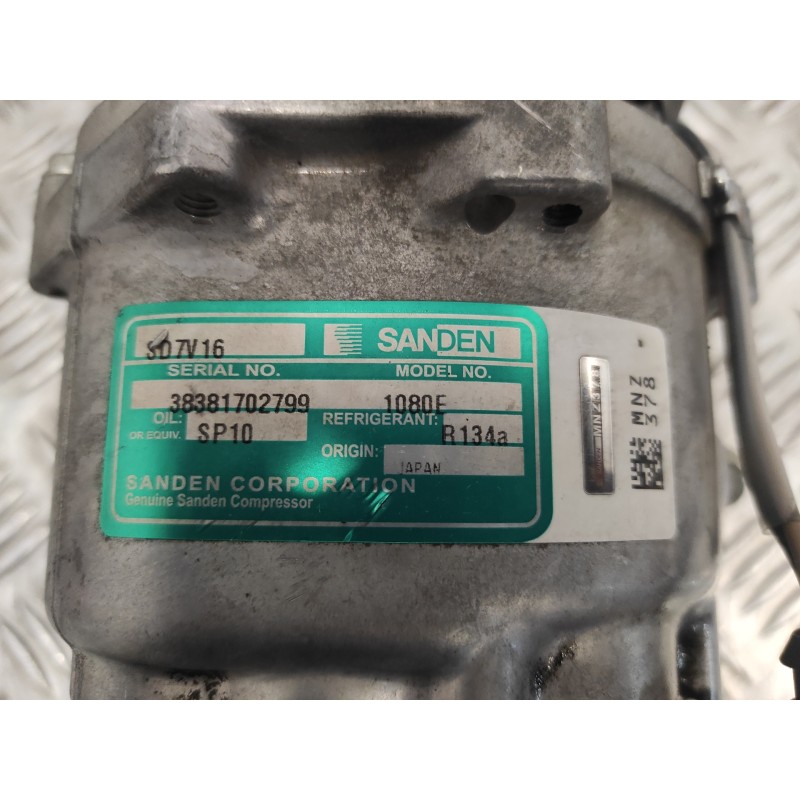 SD7V16
SANDEN
SERIAL NO.
MODEL NO.
38381702799
1080E
OIL:
OR EQUIV.
SP10
REFRIGERANT:
R134a
ORIGIN:
JAPAN
SANDEN CORPORATION
Genuine Sanden Compressor
MNZ
378